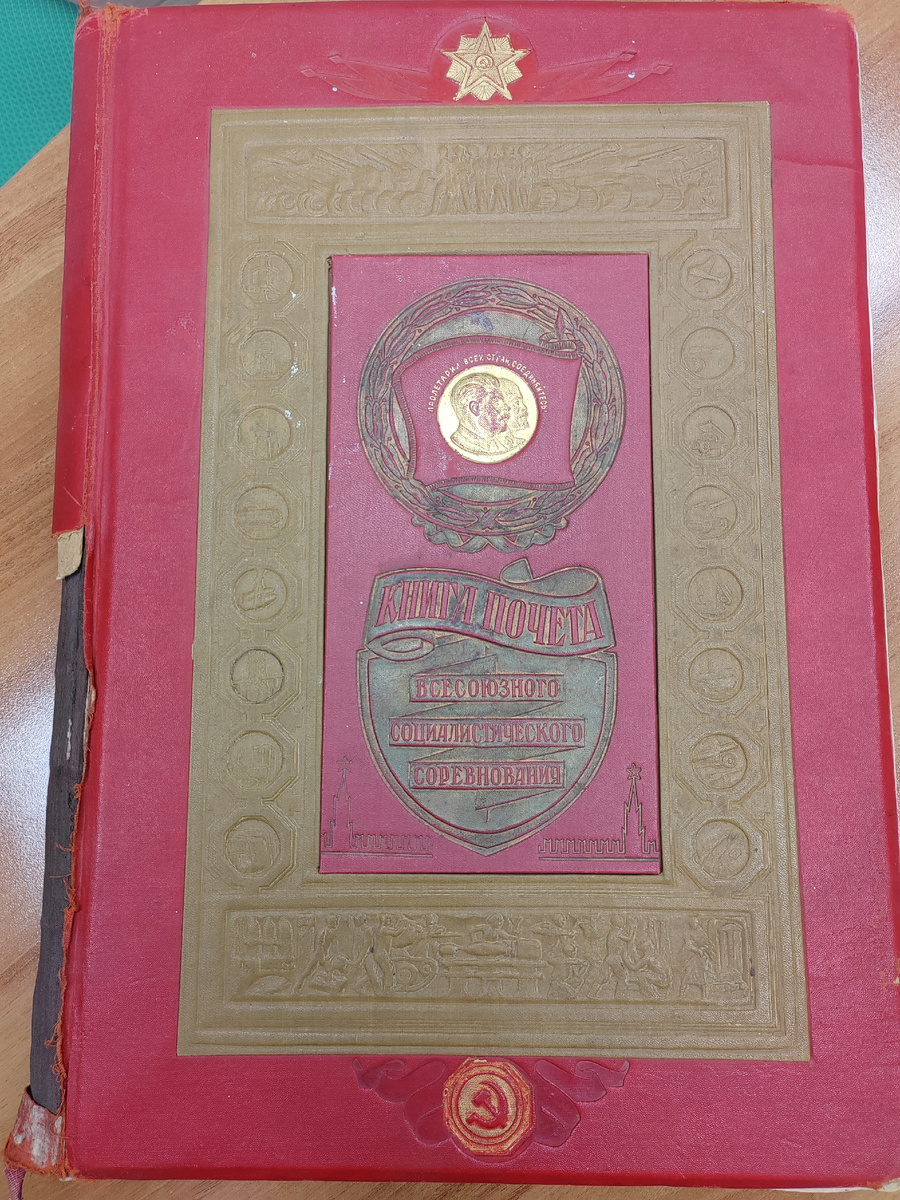 ПРОЛЕТАРИИ ВСЕХ СТРАН, СОЕДИНЯЙТЕСЬ!
КНИГА ПОЧЕТА
ВСЕСОЮЗНОГО
СОЦИАЛИСТИЧЕСКОГО
СОРЕВНОВАНИЯ